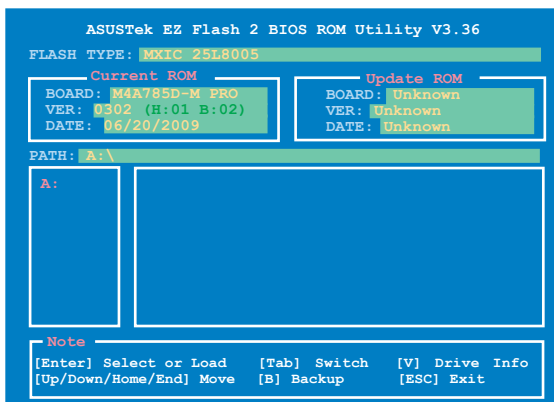 ASUSTek EZ Flash 2 BIOS ROM Utility V3.36
FLASH TYPE: MXIC 25L8005
Current ROM
BOARD: M4A785D-M PRO
VER: 0302 (H:01 B:02)
DATE: 06/20/2009
Update ROM
BOARD: Unknown
VER: Unknown
DATE: Unknown
PATH: A:\
A:
Note
[Enter] Select or Load [Tab] Switch [V] Drive Info
[Up/Down/Home/End] Move [B] Backup [ESC] Exit